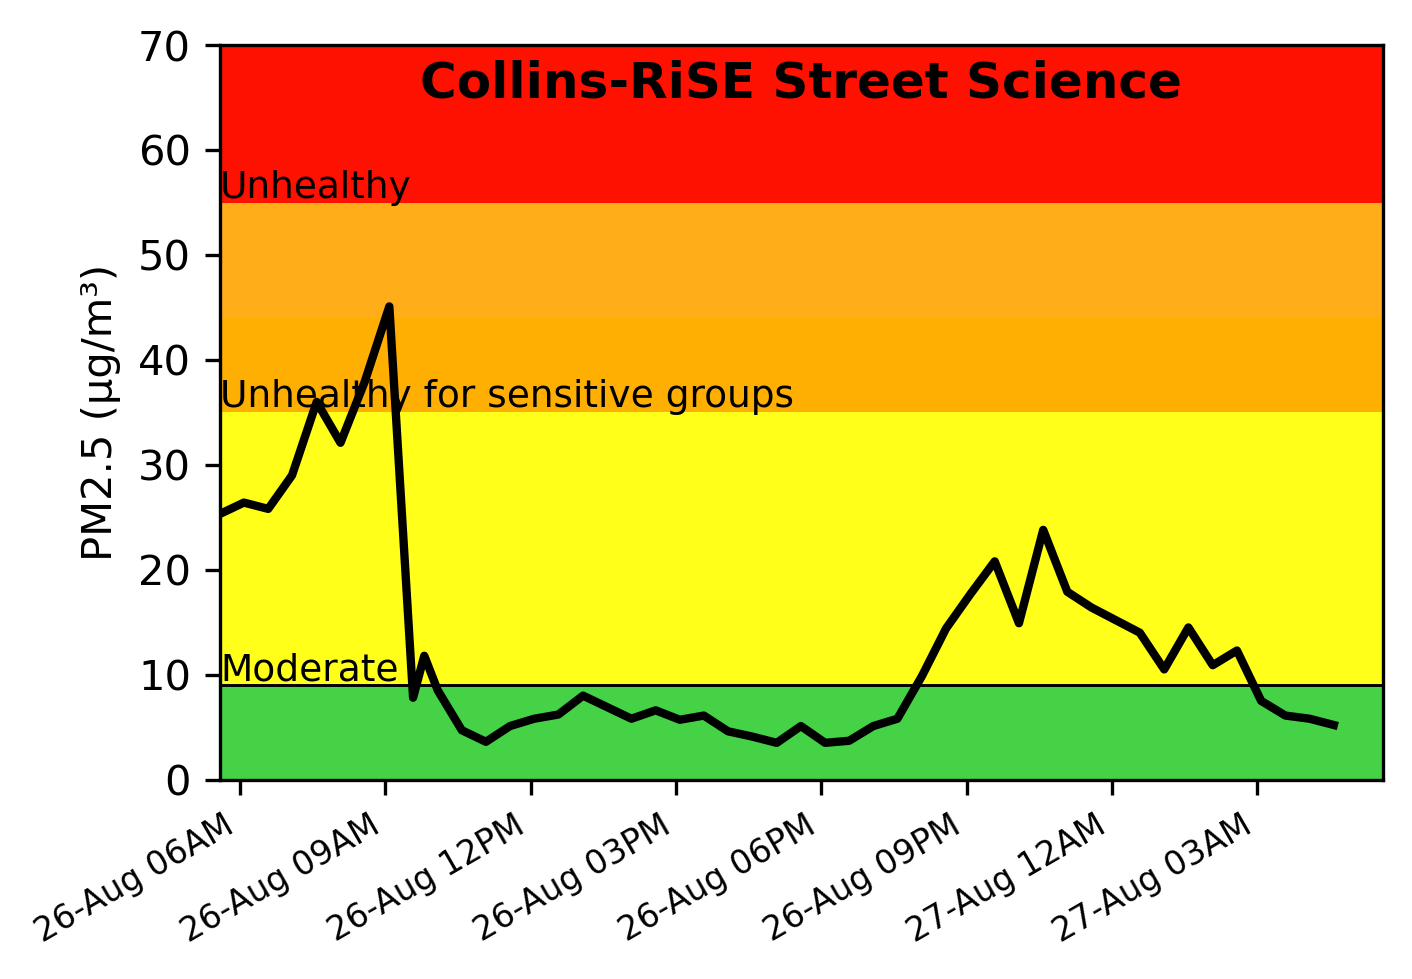 Collins-RiSE Street Science
PM2.5 (µg/m³)
70
60
50
40
30
20
10
0
Unhealthy
Unhealthy for sensitive groups
Moderate
26-Aug 06AM
26-Aug 09AM
26-Aug 12PM
26-Aug 03PM
26-Aug 06PM
26-Aug 09PM
27-Aug 12AM
27-Aug 03AM